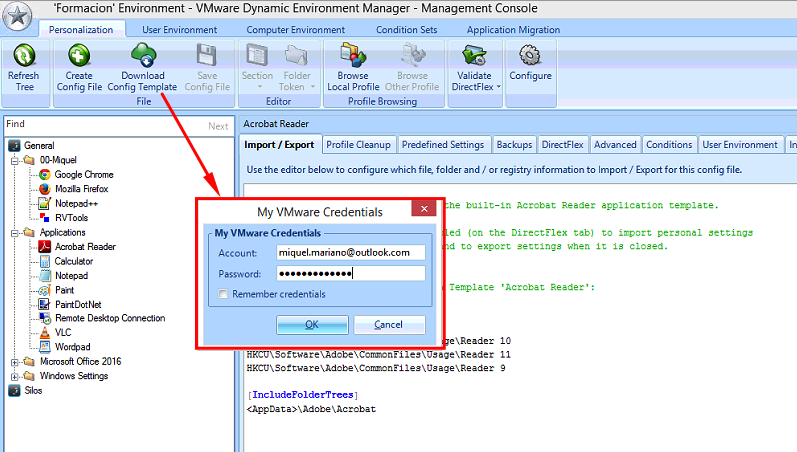 'Formacion' Environment - VMware Dynamic Environment Manager - Management Console
Personalization User Environment Computer Environment Condition Sets Application Migration
Refresh Tree
Create Config File
Download Config Template
Save Config File
File
Section
Folder Token
Editor
Browse Local Profile
Browse Other Profile
Profile Browsing
Validate DirectFlex
Configure
Find
Next
General
00-Miquel
Google Chrome
Mozilla Firefox
Notepad++
RVTools
Applications
Acrobat Reader
Calculator
Notepad
Paint
PaintDotNet
Remote Desktop Connection
VLC
Wordpad
Microsoft Office 2016
Windows Settings
Silos
Acrobat Reader
Import / Export Profile Cleanup Predefined Settings Backups DirectFlex Advanced Conditions User Environment In
Use the editor below to configure which file, folder and / or registry information to Import / Export for this config file.
the built-in Acrobat Reader application template.
led (on the DirectFlex tab) to import personal settings
nd to export settings when it is closed.
Template 'Acrobat Reader':
My VMware Credentials
My VMware Credentials
Account: miquel.mariano@outlook.com
Password:
Remember credentials
OK Cancel
sage\Reader 10
HKCU\Software\Adobe\CommonFiles\Usage\Reader 11
HKCU\Software\Adobe\CommonFiles\Usage\Reader 9
[IncludeFolderTrees]
<AppData>\Adobe\Acrobat